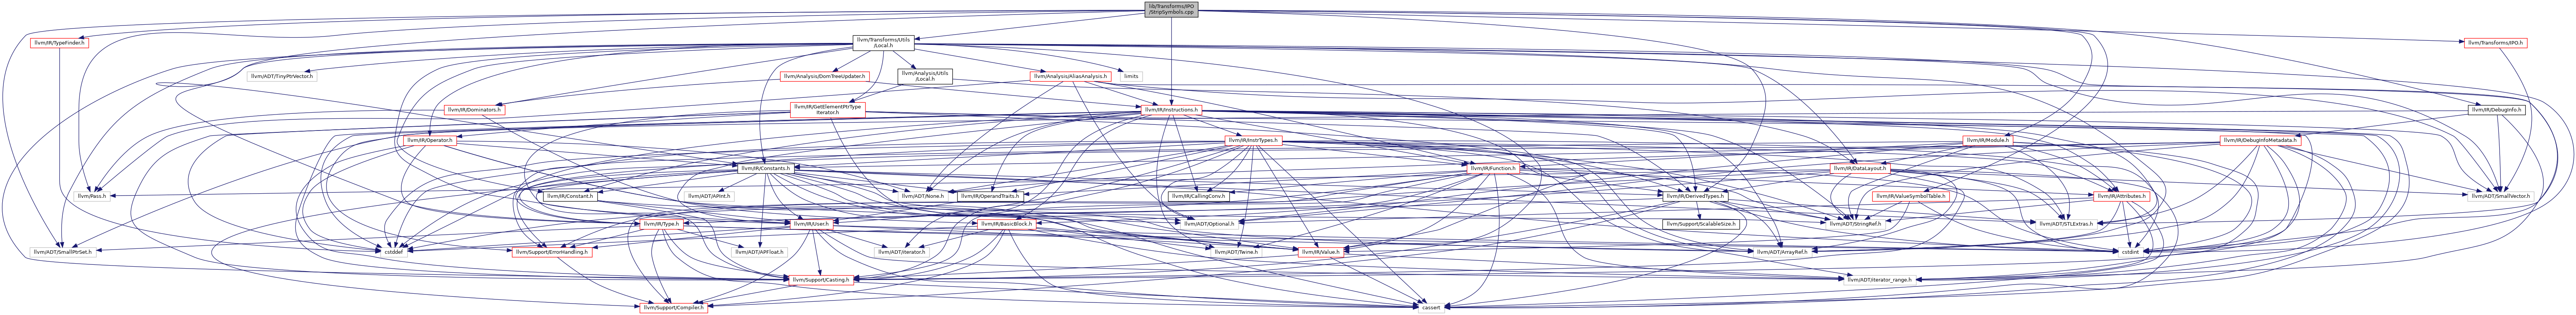 lib/Transforms/IPO
/StripSymbols.cpp
llvm/IR/TypeFinder.h
llvm/Transforms/Utils
/Local.h
llvm/Transforms/IPO.h
llvm/ADT/TinyPtrVector.h
llvm/Analysis/DomTreeUpdater.h
llvm/Analysis/Utils
/Local.h
llvm/Analysis/AliasAnalysis.h
limits
llvm/IR/Dominators.h
llvm/IR/GetElementPtrType
Iterator.h
llvm/IR/Instructions.h
llvm/IR/DebugInfo.h
llvm/IR/Operator.h
llvm/IR/InstrTypes.h
llvm/IR/Module.h
llvm/IR/DebugInfoMetadata.h
llvm/IR/Constants.h
llvm/IR/Function.h
llvm/IR/DataLayout.h
llvm/Pass.h
llvm/IR/Constant.h
llvm/ADT/APInt.h
llvm/ADT/None.h
llvm/IR/OperandTraits.h
llvm/IR/CallingConv.h
llvm/IR/DerivedTypes.h
llvm/IR/ValueSymbolTable.h
llvm/IR/Attributes.h
llvm/ADT/SmallVector.h
llvm/IR/Type.h
llvm/IR/User.h
llvm/IR/BasicBlock.h
llvm/ADT/Optional.h
llvm/Support/ScalableSize.h
llvm/ADT/StringRef.h
llvm/ADT/STLExtras.h
llvm/ADT/SmallPtrSet.h
cstddef
llvm/Support/ErrorHandling.h
llvm/ADT/APFloat.h
llvm/ADT/iterator.h
llvm/ADT/Twine.h
llvm/IR/Value.h
llvm/ADT/ArrayRef.h
cstdint
llvm/Support/Casting.h
llvm/ADT/iterator_range.h
llvm/Support/Compiler.h
cassert